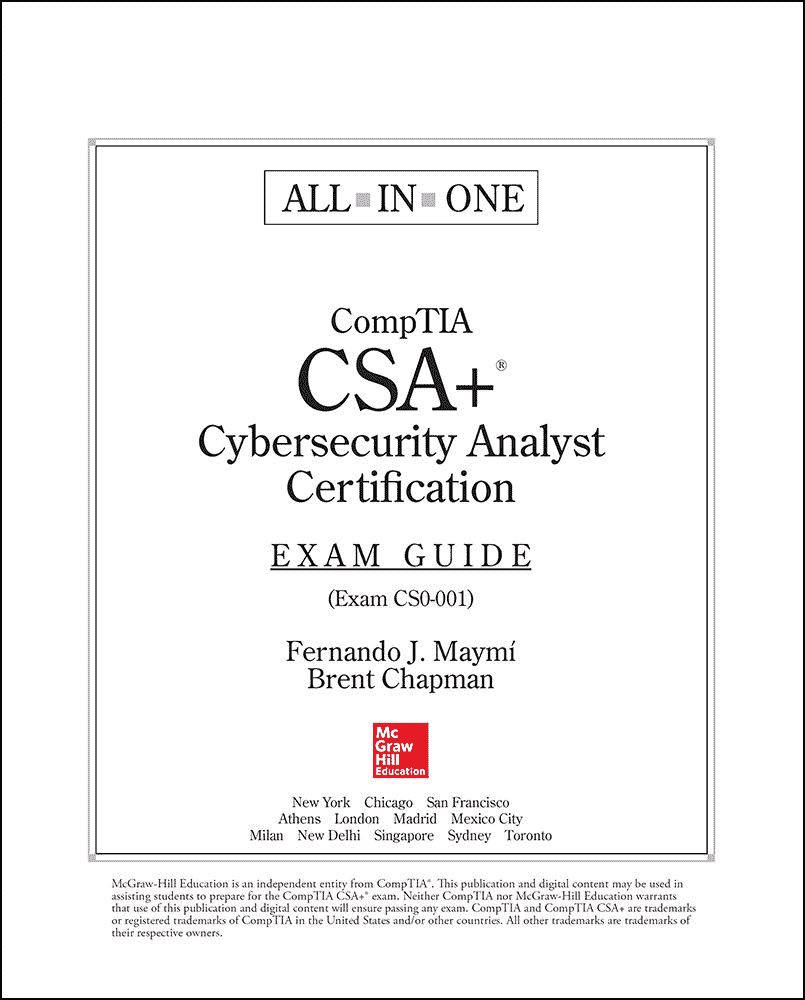 ALL ■ IN ■ ONE
CompTIA
CSA+®
Cybersecurity Analyst
Certification
EXAM GUIDE
(Exam CS0-001)
Fernando J. Maymí
Brent Chapman
Mc
Graw
Hill
Education
New York Chicago San Francisco
Athens London Madrid Mexico City
Milan New Delhi Singapore Sydney Toronto
McGraw-Hill Education is an independent entity from CompTIA®. This publication and digital content may be used in
assisting students to prepare for the CompTIA CSA+® exam. Neither CompTIA nor McGraw-Hill Education warrants
that use of this publication and digital content will ensure passing any exam. CompTIA and CompTIA CSA+ are trademarks
or registered trademarks of CompTIA in the United States and/or other countries. All other trademarks are trademarks of
their respective owners.